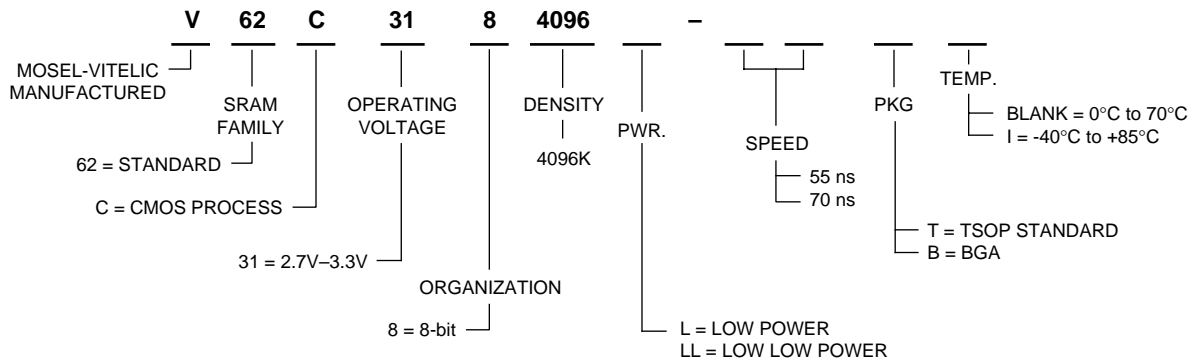 V 62 C 31 8 4096 –
MOSEL-VITELIC
MANUFACTURED
SRAM
FAMILY
62 = STANDARD
C = CMOS PROCESS
OPERATING
VOLTAGE
31 = 2.7V–3.3V
ORGANIZATION
8 = 8-bit
DENSITY
4096K
PWR.
L = LOW POWER
LL = LOW LOW POWER
SPEED
55 ns
70 ns
PKG
T = TSOP STANDARD
B = BGA
TEMP.
BLANK = 0°C to 70°C
I = -40°C to +85°C